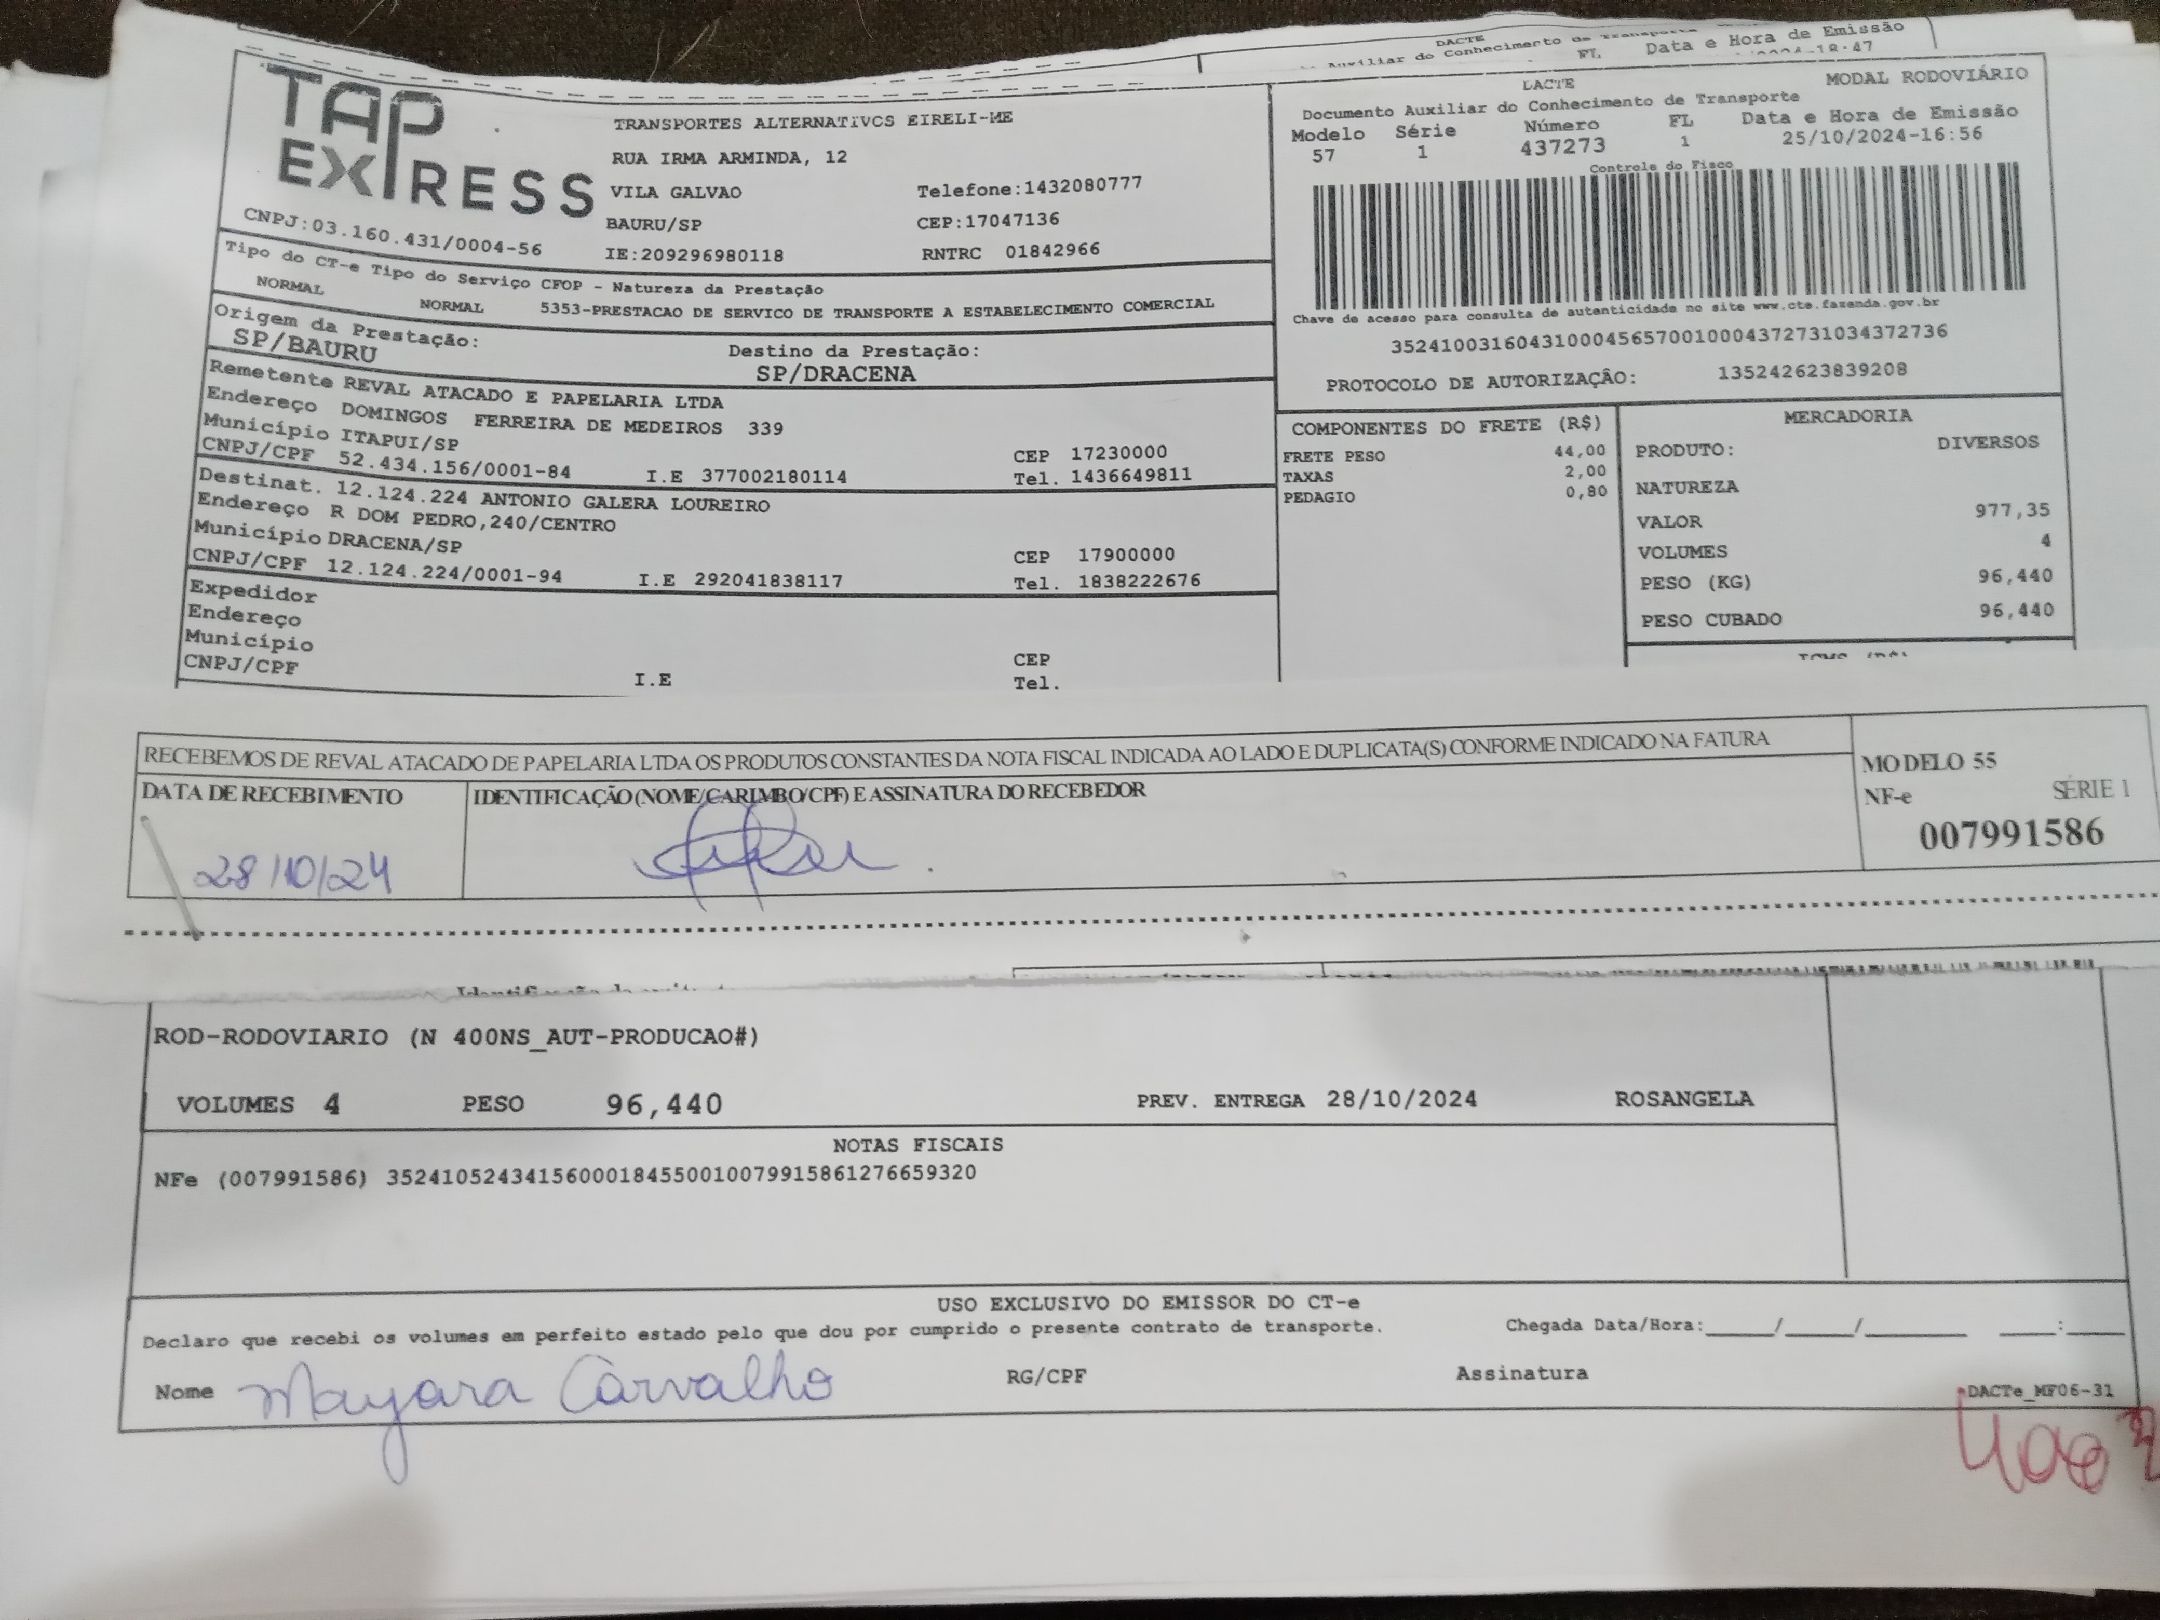 DACTE
Auxiliar do Conhecimento de Transporte
FL Data e Hora de Emissão
18:47
TAP EXPRESS
CNPJ:03.160.431/0004-56
TRANSPORTES ALTERNATIVOS EIRELI-ME
RUA IRMA ARMINDA, 12
VILA GALVAO Telefone:1432080777
BAURU/SP CEP:17047136
IE:209296980118 RNTRC 01842966
DACTE MODAL RODOVIÁRIO
Documento Auxiliar do Conhecimento de Transporte
Modelo Série Número FL Data e Hora de Emissão
57 1 437273 1 25/10/2024-16:56
Controle do Fisco
Chave de acesso para consulta de autenticidade no site www.cte.fazenda.gov.br
35241003160431000456570010004372731034372736
PROTOCOLO DE AUTORIZAÇÃO: 135242623839208
Tipo do CT-e Tipo do Serviço CFOP - Natureza da Prestação
NORMAL NORMAL 5353-PRESTACAO DE SERVICO DE TRANSPORTE A ESTABELECIMENTO COMERCIAL
Origem da Prestação: Destino da Prestação:
SP/BAURU SP/DRACENA
Remetente REVAL ATACADO E PAPELARIA LTDA
Endereço DOMINGOS FERREIRA DE MEDEIROS 339
Município ITAPUI/SP CEP 17230000
CNPJ/CPF 52.434.156/0001-84 I.E 377002180114 Tel. 1436649811
Destinat. 12.124.224 ANTONIO GALERA LOUREIRO
Endereço R DOM PEDRO,240/CENTRO
Município DRACENA/SP CEP 17900000
CNPJ/CPF 12.124.224/0001-94 I.E 292041838117 Tel. 1838222676
Expedidor
Endereço
Município CEP
CNPJ/CPF I.E Tel.
COMPONENTES DO FRETE (R$)
FRETE PESO 44,00
TAXAS 2,00
PEDAGIO 0,80
MERCADORIA
PRODUTO: DIVERSOS
NATUREZA
VALOR 977,35
VOLUMES 4
PESO (KG) 96,440
PESO CUBADO 96,440
RECEBEMOS DE REVAL ATACADO DE PAPELARIA LTDA OS PRODUTOS CONSTANTES DA NOTA FISCAL INDICADA AO LADO E DUPLICATA(S) CONFORME INDICADO NA FATURA
DATA DE RECEBIMENTO IDENTIFICAÇÃO (NOME/CARIMBO/CPF) E ASSINATURA DO RECEBEDOR
28/10/24
MODELO 55
NF-e SÉRIE 1
007991586
ROD-RODOVIARIO (N 400NS_AUT-PRODUCAO#)
VOLUMES 4 PESO 96,440 PREV. ENTREGA 28/10/2024 ROSANGELA
NOTAS FISCAIS
NFe (007991586) 35241052434156000184550010079915861276659320
USO EXCLUSIVO DO EMISSOR DO CT-e
Declaro que recebi os volumes em perfeito estado pelo que dou por cumprido o presente contrato de transporte. Chegada Data/Hora:_____/_____/________ ____:____
Nome Mayara Carvalho RG/CPF Assinatura
DACTe_MF06-31